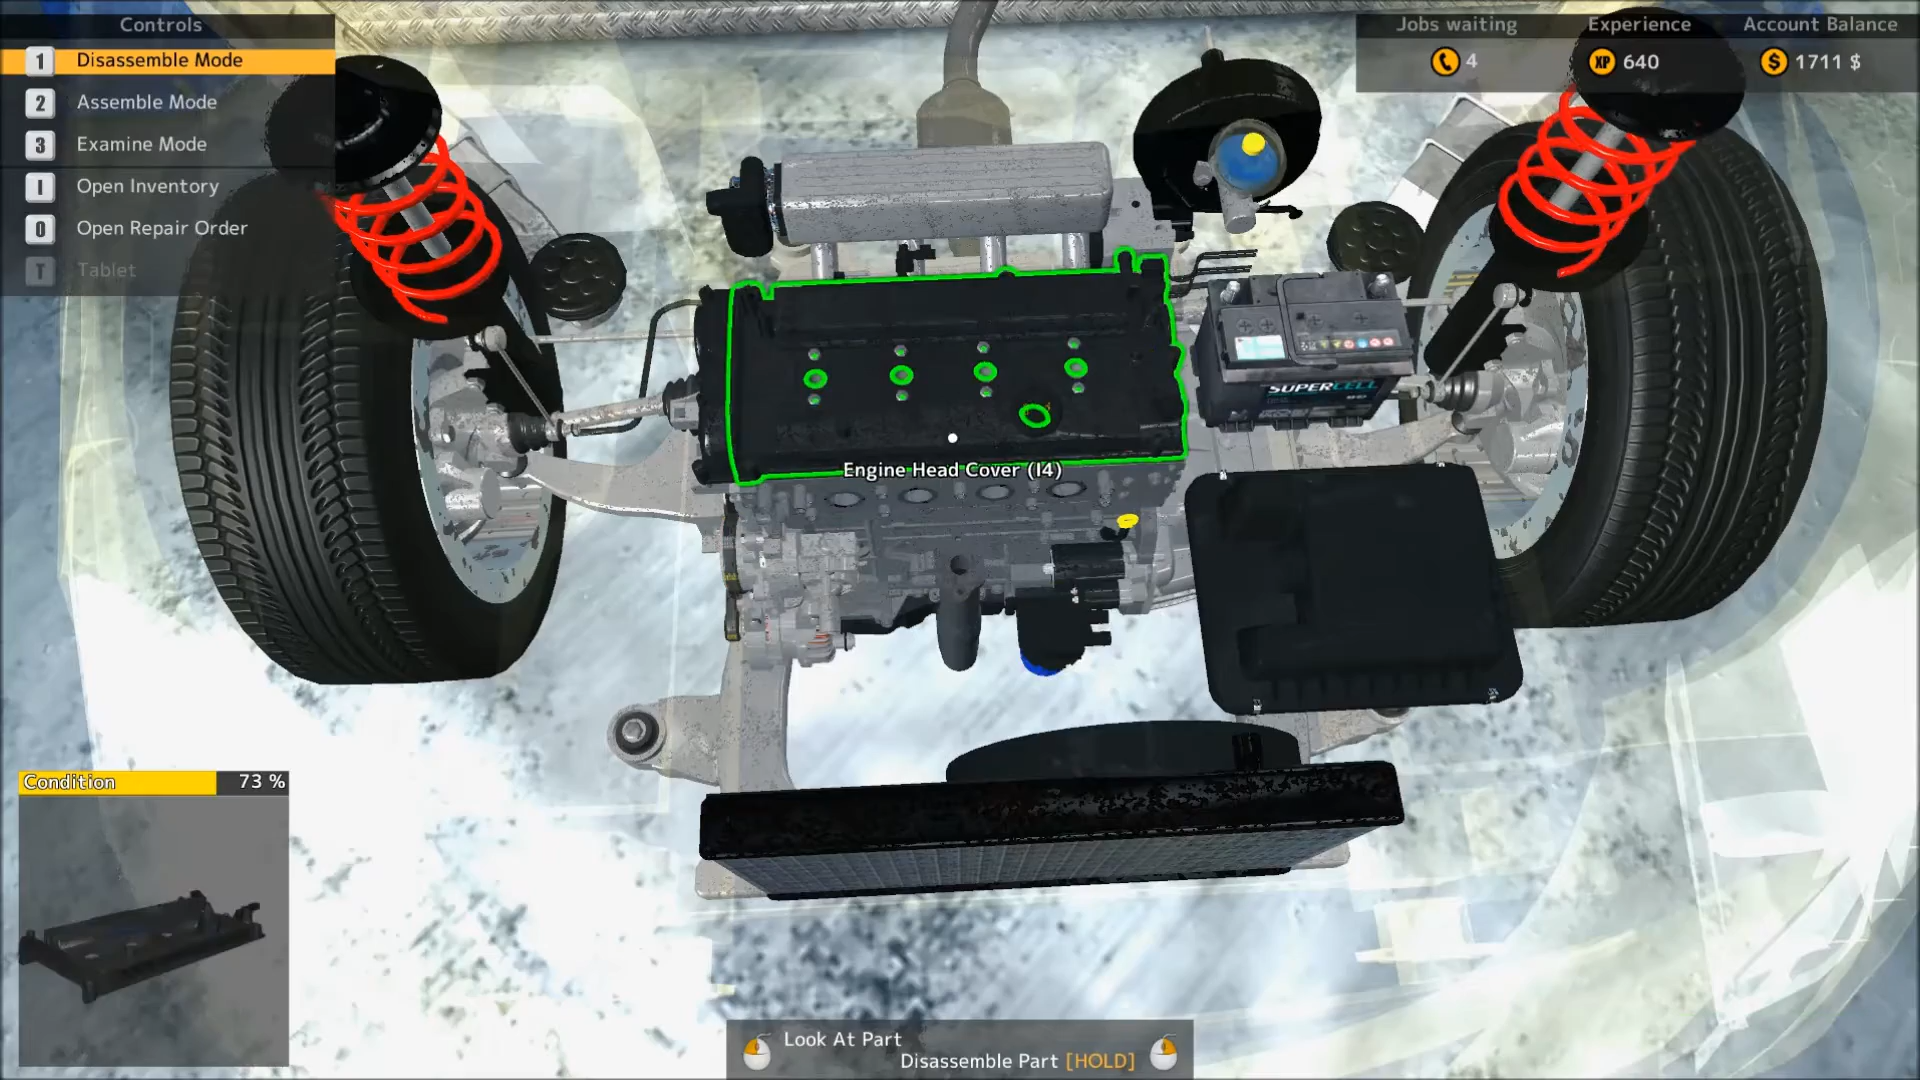 Controls
1 Disassemble Mode
2 Assemble Mode
3 Examine Mode
I Open Inventory
O Open Repair Order
T Tablet
Jobs waiting Experience Account Balance
4 XP 640 $ 1711 $
SUPERCELL
Engine Head Cover (I4)
Condition 73 %
Look At Part
Disassemble Part [HOLD]